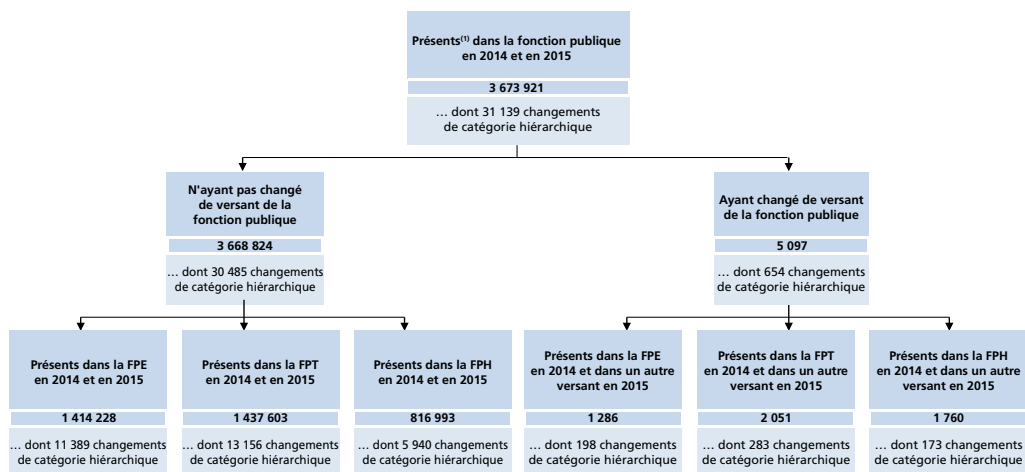 Présents(1) dans la fonction publique
en 2014 et en 2015
3 673 921
… dont 31 139 changements
de catégorie hiérarchique
N'ayant pas changé
de versant de la
fonction publique
3 668 824
… dont 30 485 changements
de catégorie hiérarchique
Ayant changé de versant
de la fonction publique
5 097
… dont 654 changements
de catégorie hiérarchique
Présents dans la FPE
en 2014 et en 2015
1 414 228
… dont 11 389 changements
de catégorie hiérarchique
Présents dans la FPT
en 2014 et en 2015
1 437 603
… dont 13 156 changements
de catégorie hiérarchique
Présents dans la FPH
en 2014 et en 2015
816 993
… dont 5 940 changements
de catégorie hiérarchique
Présents dans la FPE
en 2014 et dans un autre
versant en 2015
1 286
… dont 198 changements
de catégorie hiérarchique
Présents dans la FPT
en 2014 et dans un autre
versant en 2015
2 051
… dont 283 changements
de catégorie hiérarchique
Présents dans la FPH
en 2014 et dans un autre
versant en 2015
1 760
… dont 173 changements
de catégorie hiérarchique